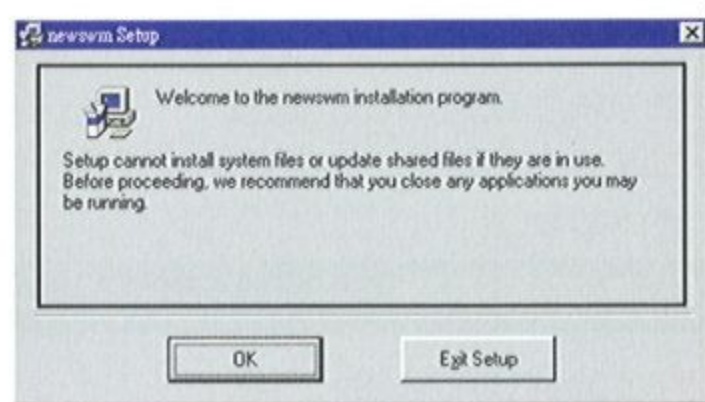 newswm Setup
Welcome to the newswm installation program.
Setup cannot install system files or update shared files if they are in use.
Before proceeding, we recommend that you close any applications you may
be running.
OK
Exit Setup